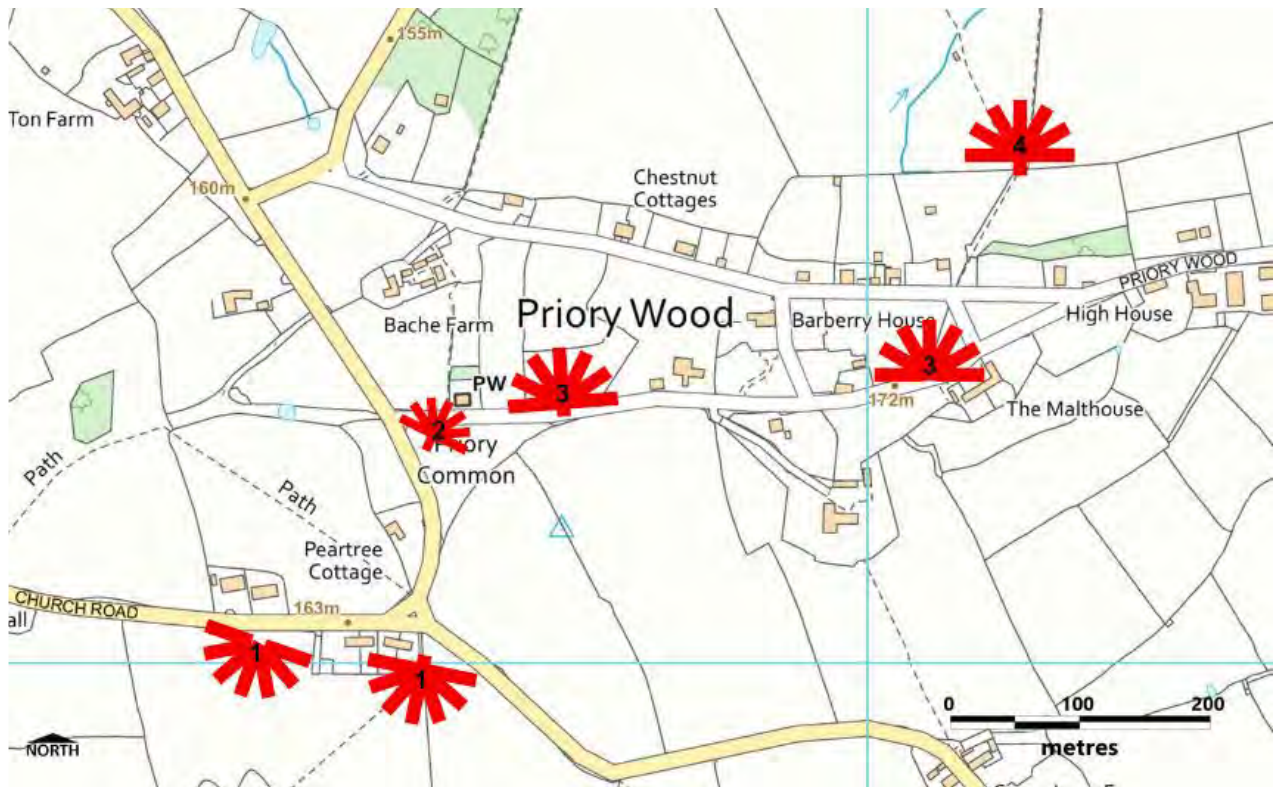 155m
Ton Farm
160m
Chestnut
Cottages
4
PRIORY WOOD
Bache Farm
Priory Wood
Barberry House
High House
PW
3
3
172m
The Malthouse
2
Priory
Common
Path
Path
Peartree
Cottage
CHURCH ROAD
163m
all
1
1
0 100 200
metres
NORTH